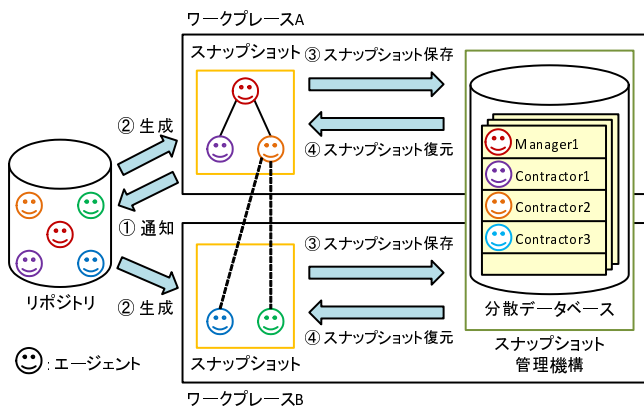 ワークプレースA
スナップショット
③ スナップショット保存
② 生成
④ スナップショット復元
Manager1
Contractor1
Contractor2
Contractor3
① 通知
③ スナップショット保存
リポジトリ
② 生成
分散データベース
④ スナップショット復元
スナップショット
スナップショット
管理機構
:エージェント
ワークプレースB